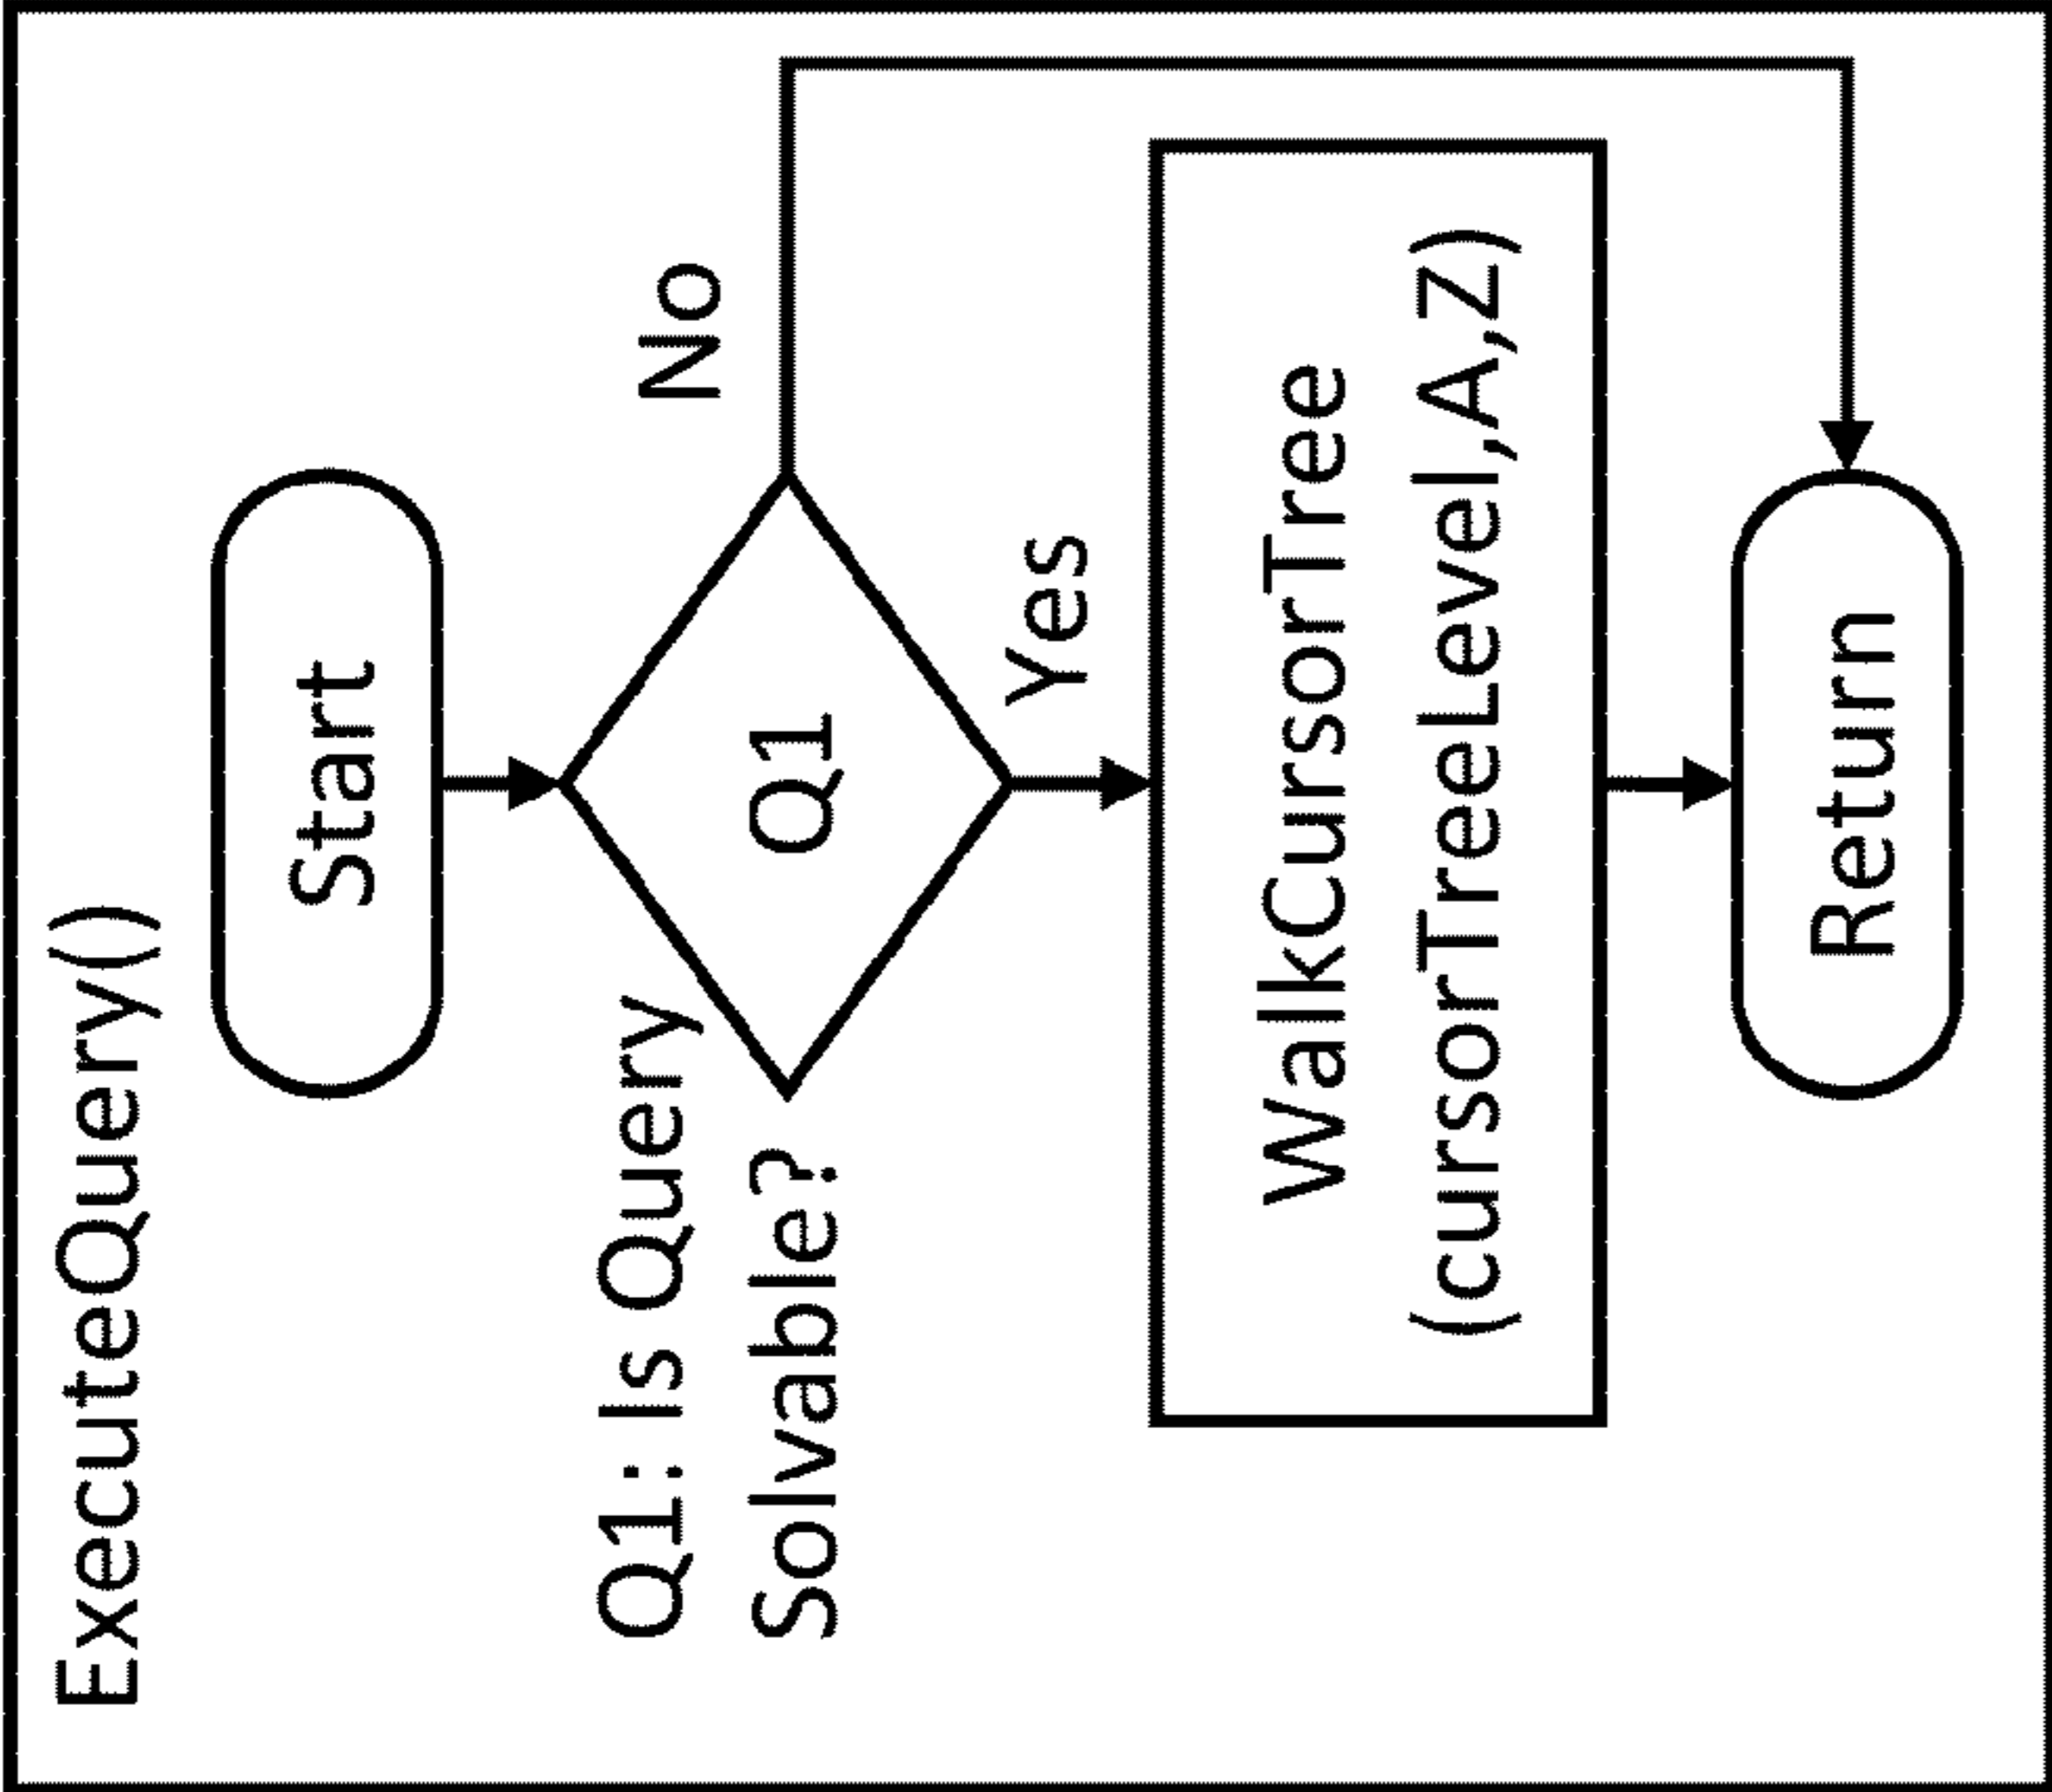 ExecuteQuery()
Start
Q1: Is Query
Solvable?
Q1
No
Yes
WalkCursorTree
(cursorTreeLevel,A,Z)
Return